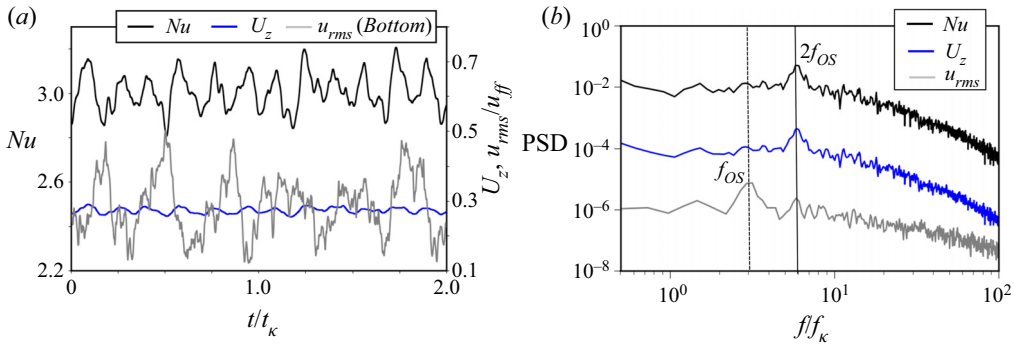 (a)
Nu U_z u_rms (Bottom)
3.0
2.6
2.2
Nu
0.7
0.5
0.3
0.1
U_z, u_rms/u_ff
0 1.0 2.0
t/t_κ
(b)
Nu
U_z
u_rms
2f_OS
f_OS
10^0
10^−2
10^−4
10^−6
10^−8
PSD
10^0 10^1 10^2
f/f_κ